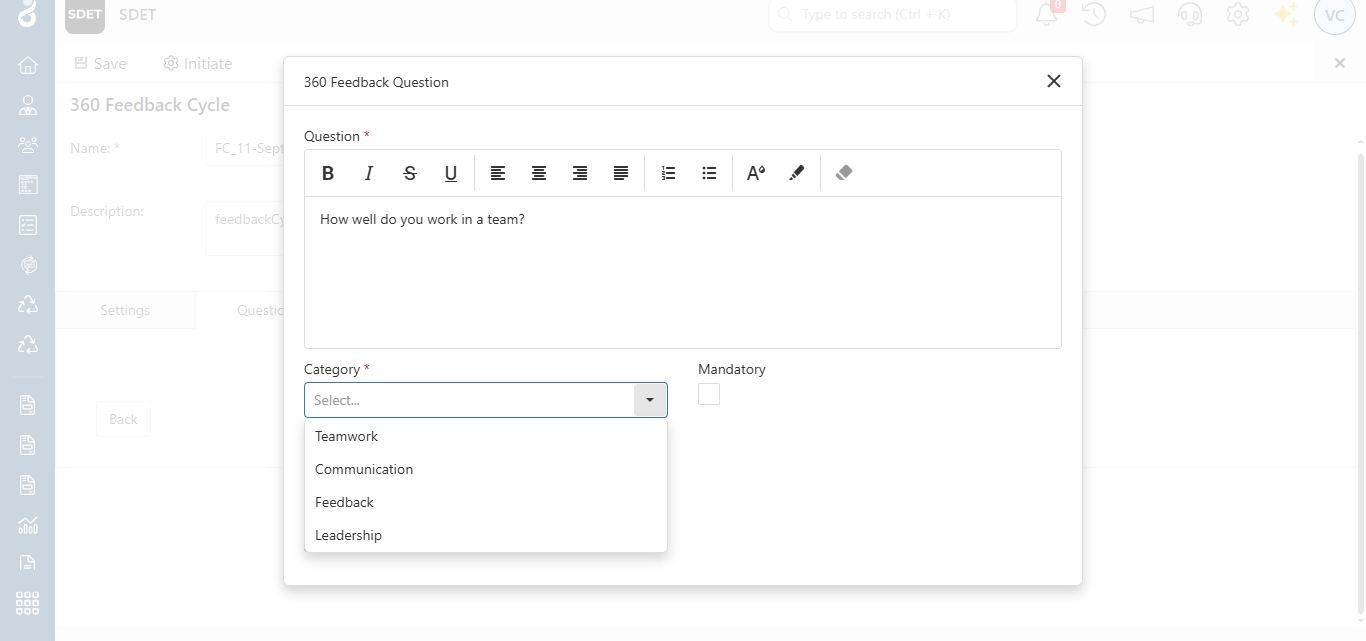 SDET
SDET
Type to search (Ctrl + K)
0
VC
Save
Initiate
360 Feedback Cycle
Name: *
FC_11-Sept
Description:
feedbackCy
Settings
Questio
Back
360 Feedback Question
Question *
B I S U
How well do you work in a team?
Category *
Mandatory
Select...
Teamwork
Communication
Feedback
Leadership